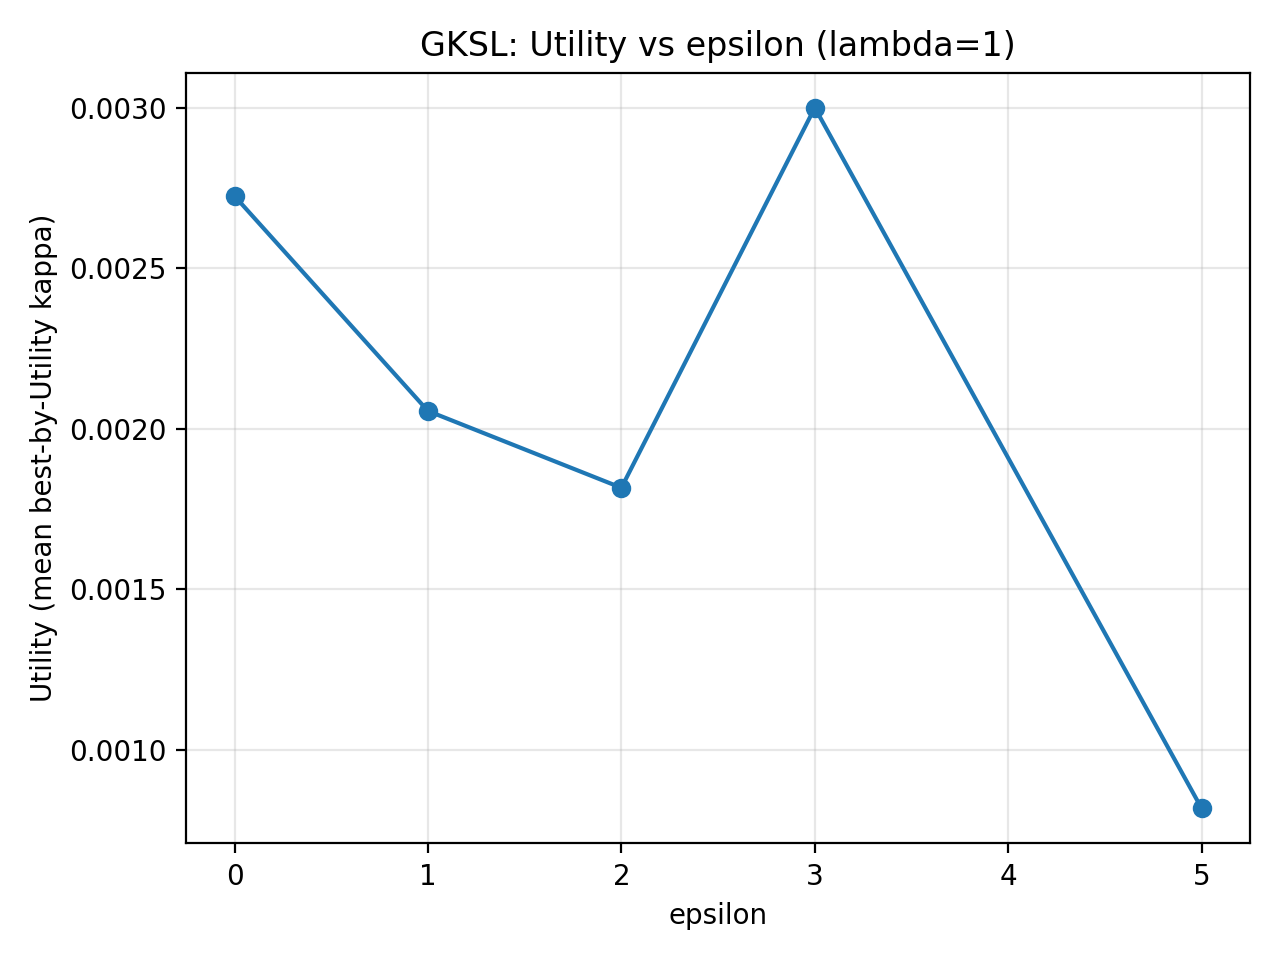 GKSL: Utility vs epsilon (lambda=1)
Utility (mean best-by-Utility kappa)
0.0030
0.0025
0.0020
0.0015
0.0010
0 1 2 3 4 5
epsilon